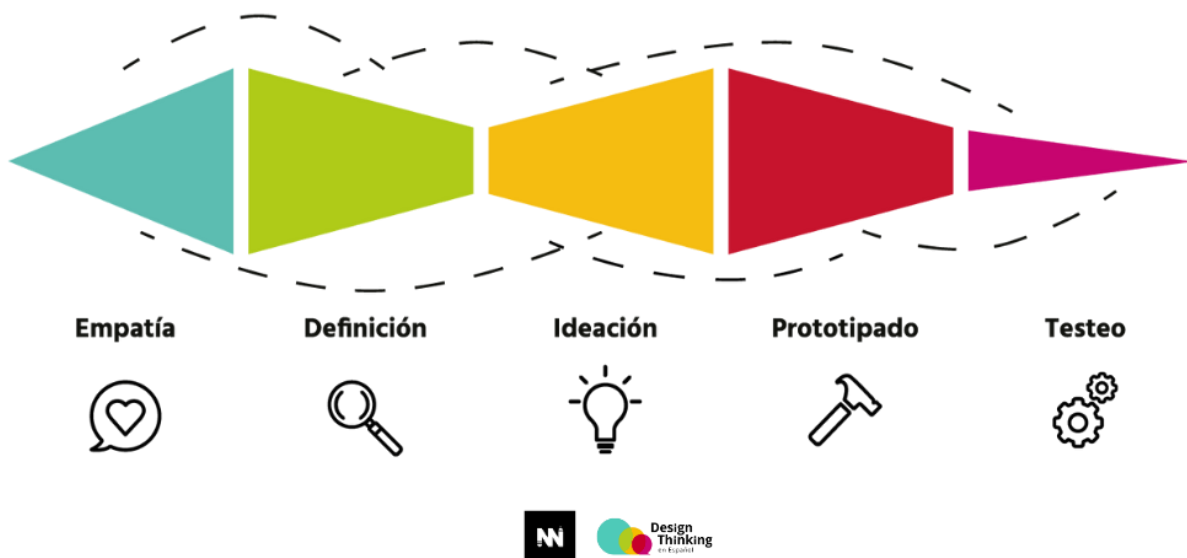 Empatía
Definición
Ideación
Prototipado
Testeo
NN
Design
Thinking
en Español